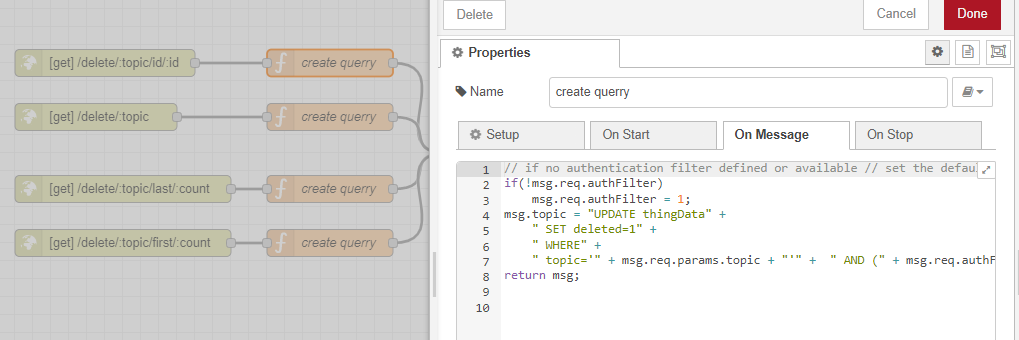 Delete
Cancel
Done
Properties
Name
create querry
Setup
On Start
On Message
On Stop
[get] /delete/:topic/id/:id
create querry
[get] /delete/:topic
create querry
[get] /delete/:topic/last/:count
create querry
[get] /delete/:topic/first/:count
create querry
1 // if no authentication filter defined or available // set the defau
2 if(!msg.req.authFilter)
3 msg.req.authFilter = 1;
4 msg.topic = "UPDATE thingData" +
5 " SET deleted=1" +
6 " WHERE" +
7 " topic='" + msg.req.params.topic + "'" + " AND (" + msg.req.authF
8 return msg;
9
10